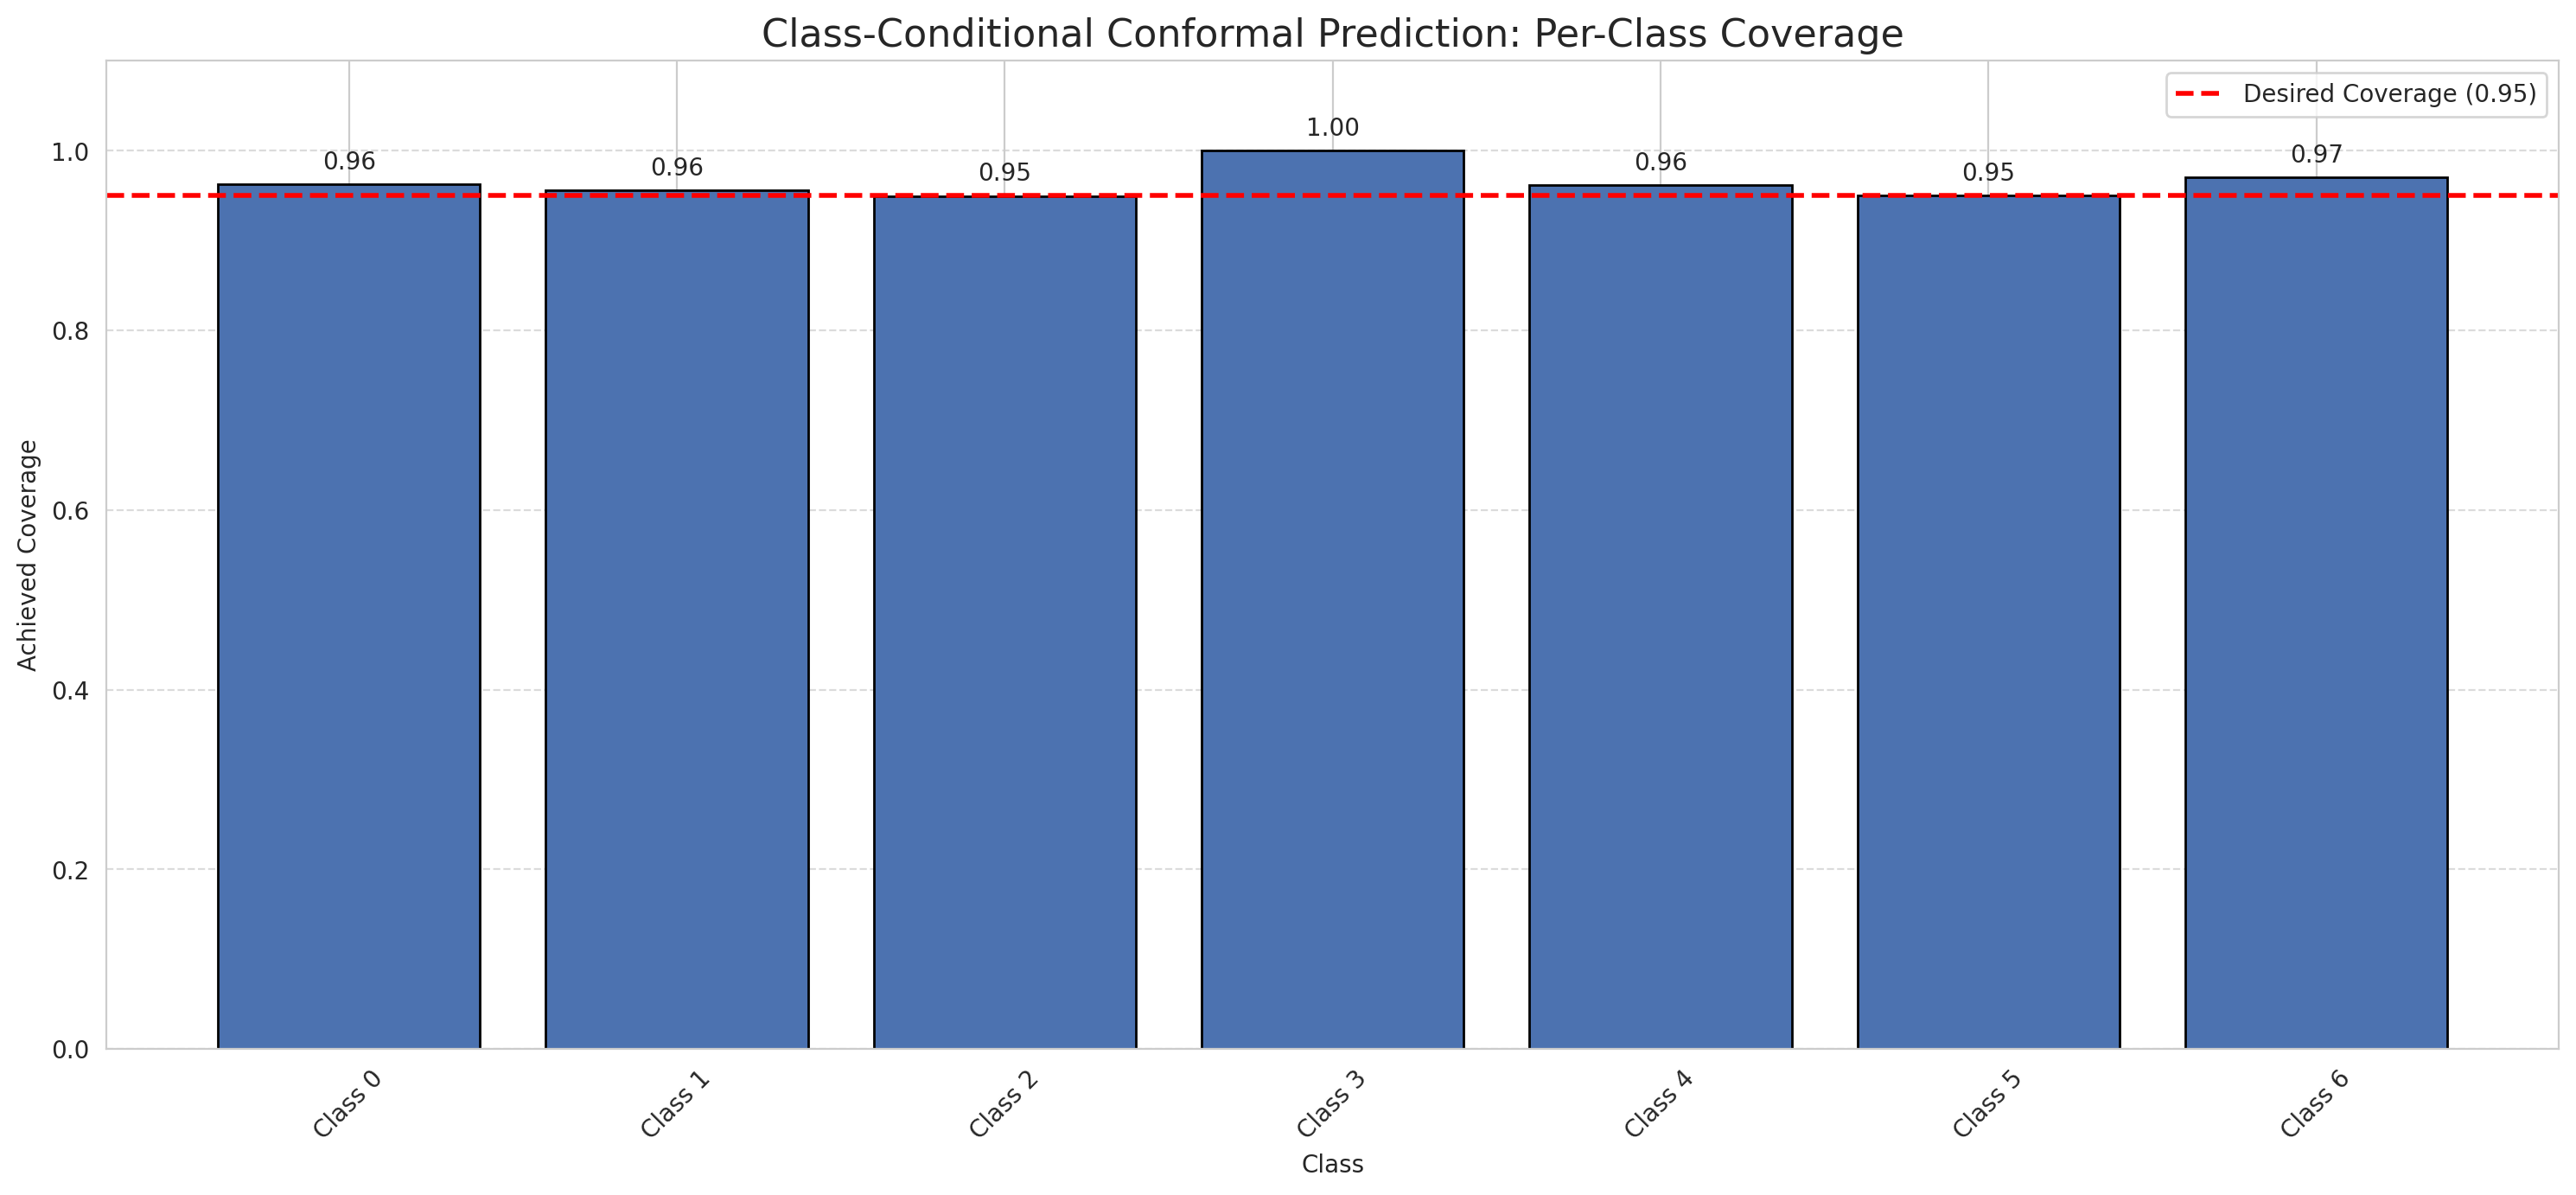 Class-Conditional Conformal Prediction: Per-Class Coverage
Desired Coverage (0.95)
Achieved Coverage
1.0
0.8
0.6
0.4
0.2
0.0
0.96
0.96
0.95
1.00
0.96
0.95
0.97
Class 0
Class 1
Class 2
Class 3
Class 4
Class 5
Class 6
Class